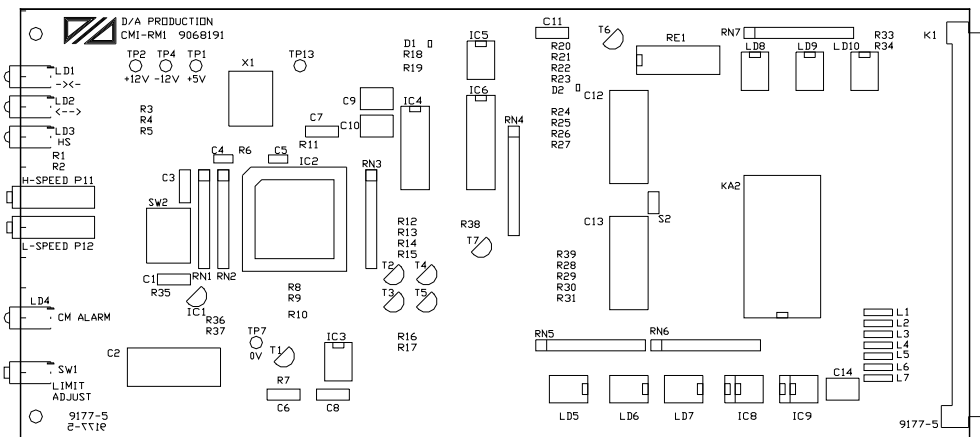 D/A PRODUCTION
CMI-RM1 9068191
TP2 TP4 TP1
+12V -12V +5V
TP13
X1
LD1
-><-
LD2
<-->
LD3
HS
R1
R2
R3
R4
R5
H-SPEED P11
L-SPEED P12
SW2
C3
C4
R6
C5
IC2
C7
R11
C9
C10
RN3
C1
R35
RN1
RN2
IC1
R36
R37
LD4
CM ALARM
SW1
LIMIT
ADJUST
9177-5
9177-5
C2
TP7
0V
T1
R7
C6
C8
IC3
R8
R9
R10
D1
R18
R19
IC4
IC5
IC6
RN4
R12
R13
R14
R15
T2
T4
T3
T5
R16
R17
R38
T7
C11
R20
R21
R22
R23
D2
R24
R25
R26
R27
T6
RE1
C12
C13
S2
R39
R28
R29
R30
R31
RN5
RN6
LD5
LD6
LD7
IC8
IC9
C14
RN7
LD8
LD9
LD10
R33
R34
K1
KA2
L1
L2
L3
L4
L5
L6
L7
9177-5